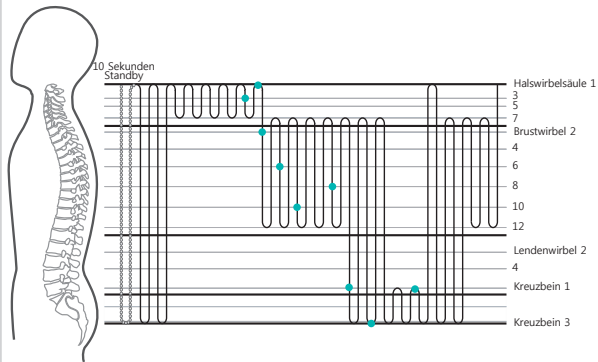 10 Sekunden
Standby
Halswirbelsäule 1
3
5
7
Brustwirbel 2
4
6
8
10
12
Lendenwirbel 2
4
Kreuzbein 1
Kreuzbein 3